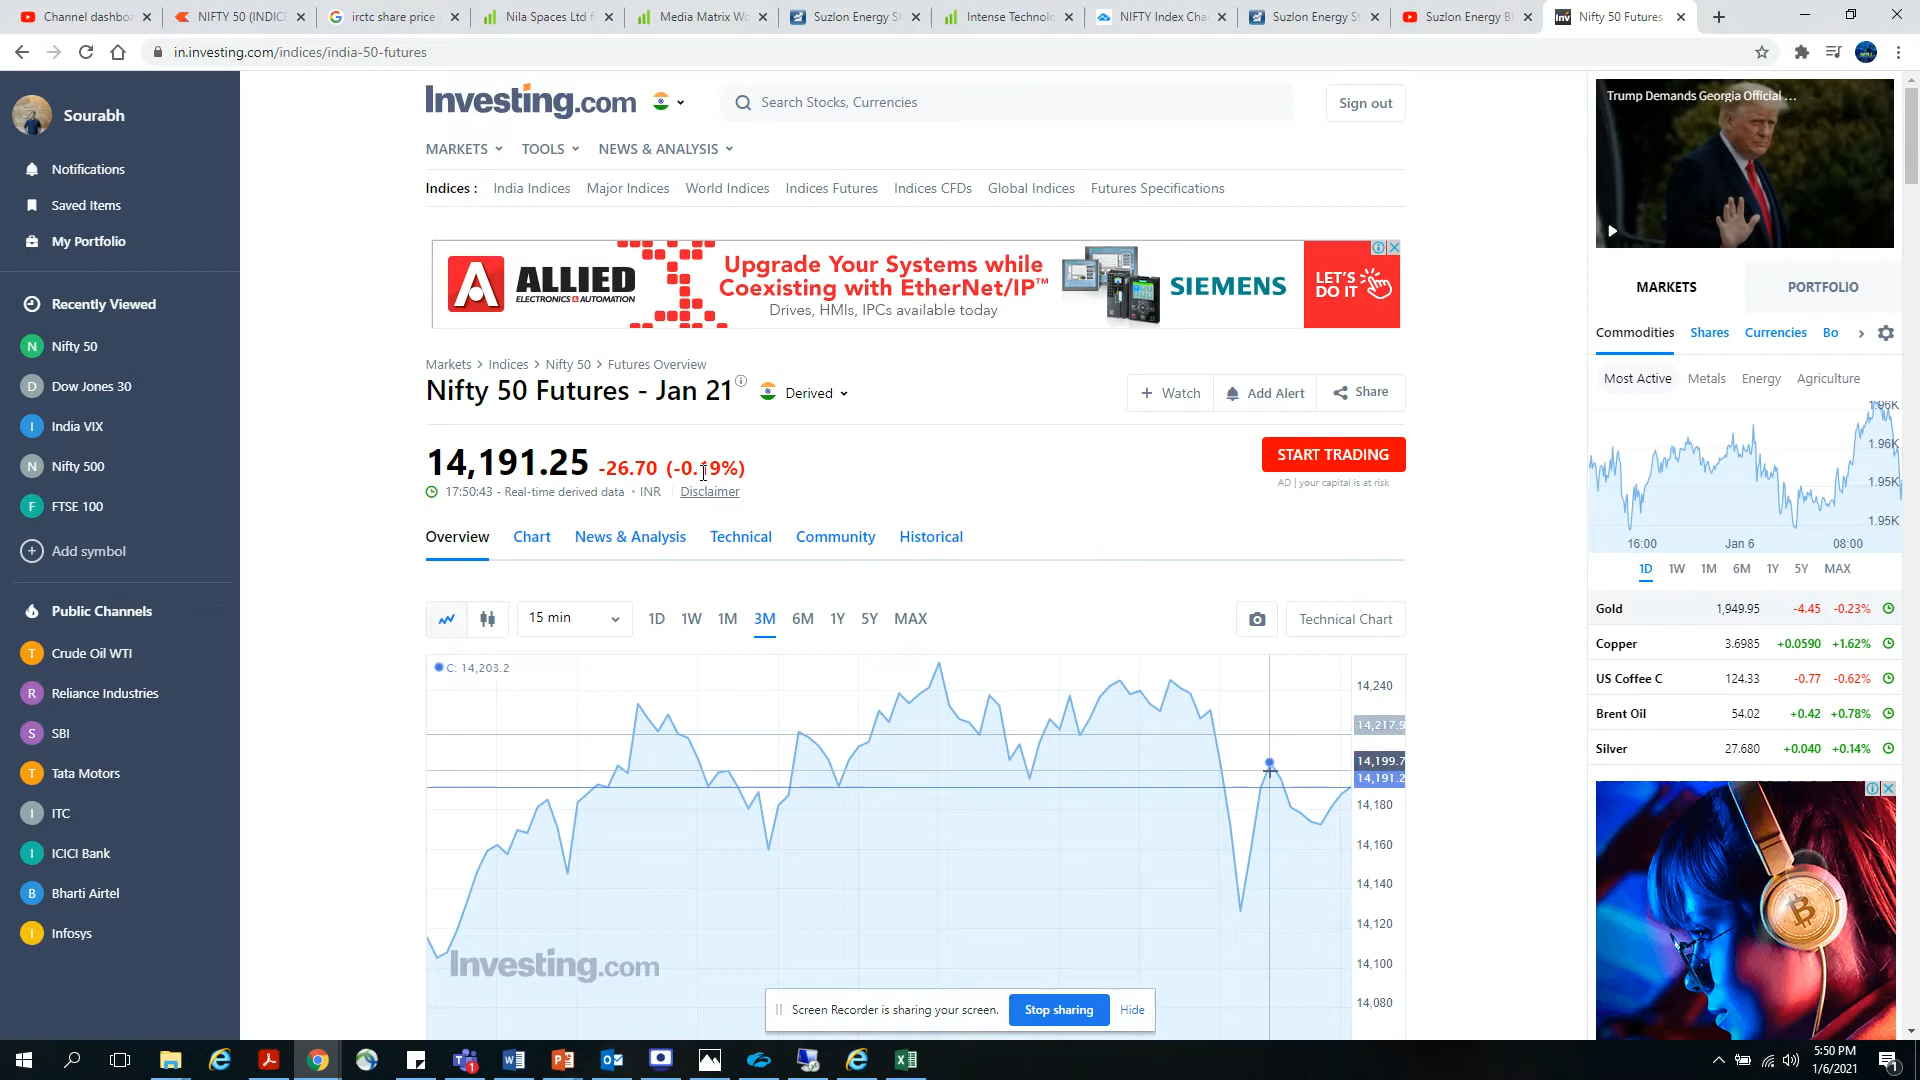 Channel dashboa
NIFTY 50 (INDICE
irctc share price
Nila Spaces Ltd f
Media Matrix Wo
Suzlon Energy S
Intense Technolo
NIFTY Index Cha
Suzlon Energy St
Suzlon Energy Bi
Nifty 50 Futures
in.investing.com/indices/india-50-futures
Sourabh
Notifications
Saved Items
My Portfolio
Recently Viewed
N Nifty 50
D Dow Jones 30
I India VIX
N Nifty 500
F FTSE 100
Add symbol
Public Channels
T Crude Oil WTI
R Reliance Industries
S SBI
T Tata Motors
I ITC
I ICICI Bank
B Bharti Airtel
I Infosys
Investing.com
Search Stocks, Currencies
Sign out
MARKETS
TOOLS
NEWS & ANALYSIS
Indices : India Indices Major Indices World Indices Indices Futures Indices CFDs Global Indices Futures Specifications
A ALLIED
ELECTRONICS & AUTOMATION
Upgrade Your Systems while
Coexisting with EtherNet/IP™
Drives, HMIs, IPCs available today
SIEMENS
LET'S
DO IT
Markets > Indices > Nifty 50 > Futures Overview
Nifty 50 Futures - Jan 21
Derived
+ Watch
Add Alert
Share
14,191.25 -26.70 (-0.19%)
17:50:43 - Real-time derived data • INR Disclaimer
START TRADING
AD | your capital is at risk
Overview Chart News & Analysis Technical Community Historical
15 min
1D 1W 1M 3M 6M 1Y 5Y MAX
Technical Chart
C: 14,203.2
14,240
14,217.9
14,199.7
14,191.2
14,180
14,160
14,140
14,120
14,100
14,080
Investing.com
Screen Recorder is sharing your screen.
Stop sharing
Hide
Trump Demands Georgia Official ...
MARKETS
PORTFOLIO
Commodities Shares Currencies Bo
Most Active Metals Energy Agriculture
1.96K
1.96K
1.95K
1.95K
16:00 Jan 6 08:00
1D 1W 1M 6M 1Y 5Y MAX
Gold 1,949.95 -4.45 -0.23%
Copper 3.6985 +0.0590 +1.62%
US Coffee C 124.33 -0.77 -0.62%
Brent Oil 54.02 +0.42 +0.78%
Silver 27.680 +0.040 +0.14%
5:50 PM
1/6/2021